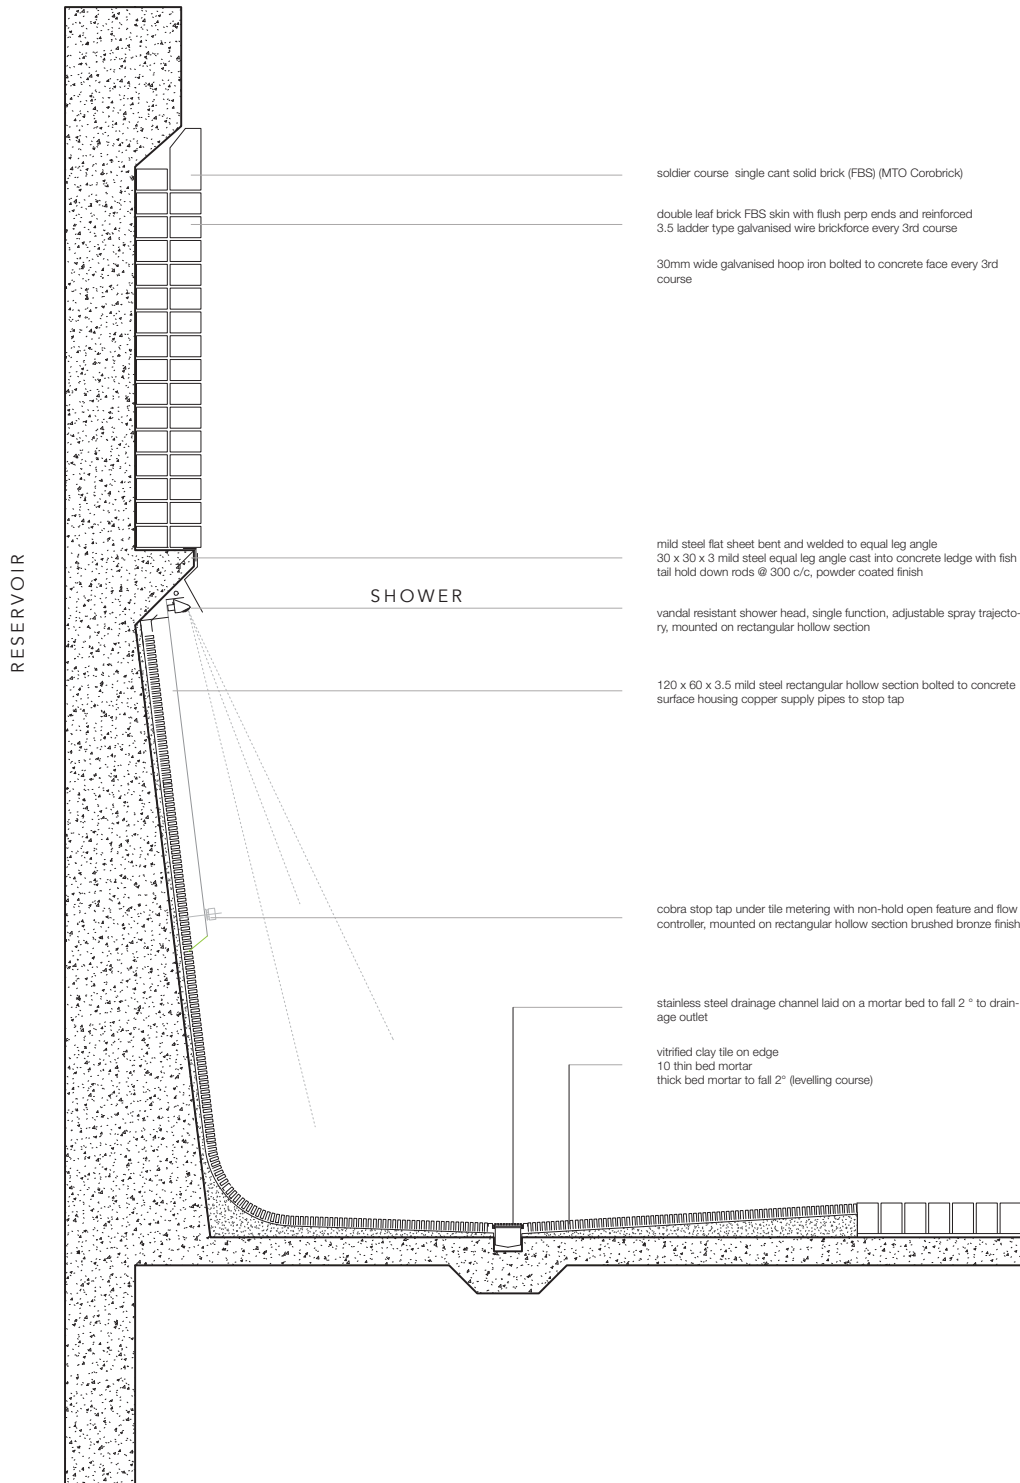 soldier course  single cant solid brick (FBS) (MTO Corobrick)
double leaf brick FBS skin with flush perp ends and reinforced
3.5 ladder type galvanised wire brickforce every 3rd course
30mm wide galvanised hoop iron bolted to concrete face every 3rd
course
mild steel flat sheet bent and welded to equal leg angle
30 x 30 x 3 mild steel equal leg angle cast into concrete ledge with fish
tail hold down rods @ 300 c/c, powder coated finish
RESERVOIR
SHOWER
vandal resistant shower head, single function, adjustable spray trajecto-
ry, mounted on rectangular hollow section
120 x 60 x 3.5 mild steel rectangular hollow section bolted to concrete
surface housing copper supply pipes to stop tap
cobra stop tap under tile metering with non-hold open feature and flow
controller, mounted on rectangular hollow section brushed bronze finish
stainless steel drainage channel laid on a mortar bed to fall 2 ° to drain-
age outlet
vitrified clay tile on edge
10 thin bed mortar
thick bed mortar to fall 2° (levelling course)